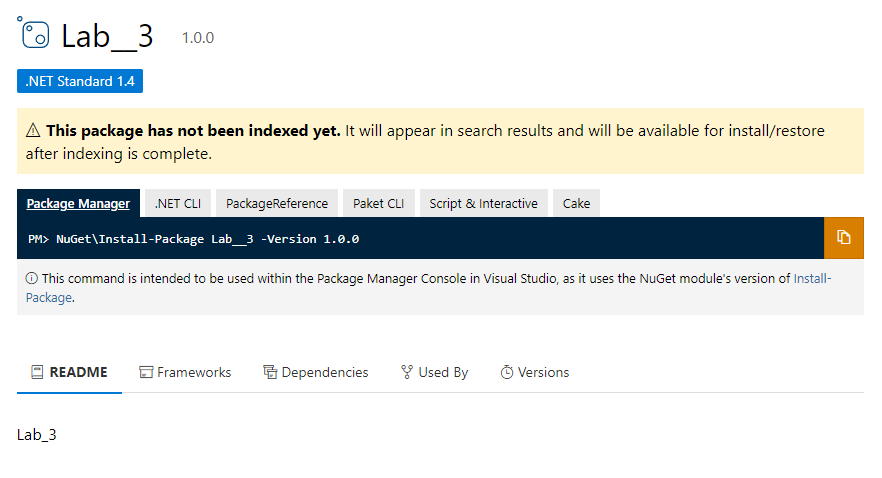 Lab__3 1.0.0
.NET Standard 1.4
This package has not been indexed yet. It will appear in search results and will be available for install/restore
after indexing is complete.
Package Manager .NET CLI PackageReference Paket CLI Script & Interactive Cake
PM> NuGet\Install-Package Lab__3 -Version 1.0.0
This command is intended to be used within the Package Manager Console in Visual Studio, as it uses the NuGet module's version of Install-
Package.
README Frameworks Dependencies Used By Versions
Lab_3